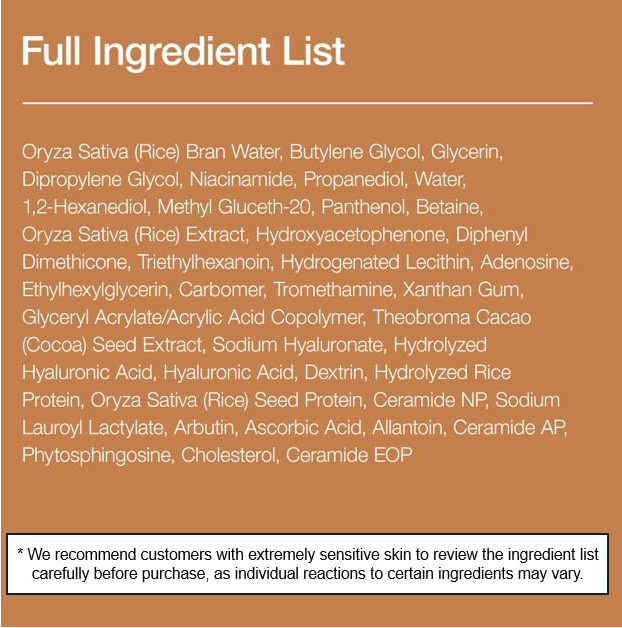 Full Ingredient List
Oryza Sativa (Rice) Bran Water, Butylene Glycol, Glycerin,
Dipropylene Glycol, Niacinamide, Propanediol, Water,
1,2-Hexanediol, Methyl Gluceth-20, Panthenol, Betaine,
Oryza Sativa (Rice) Extract, Hydroxyacetophenone, Diphenyl
Dimethicone, Triethylhexanoin, Hydrogenated Lecithin, Adenosine,
Ethylhexylglycerin, Carbomer, Tromethamine, Xanthan Gum,
Glyceryl Acrylate/Acrylic Acid Copolymer, Theobroma Cacao
(Cocoa) Seed Extract, Sodium Hyaluronate, Hydrolyzed
Hyaluronic Acid, Hyaluronic Acid, Dextrin, Hydrolyzed Rice
Protein, Oryza Sativa (Rice) Seed Protein, Ceramide NP, Sodium
Lauroyl Lactylate, Arbutin, Ascorbic Acid, Allantoin, Ceramide AP,
Phytosphingosine, Cholesterol, Ceramide EOP
* We recommend customers with extremely sensitive skin to review the ingredient list
carefully before purchase, as individual reactions to certain ingredients may vary.